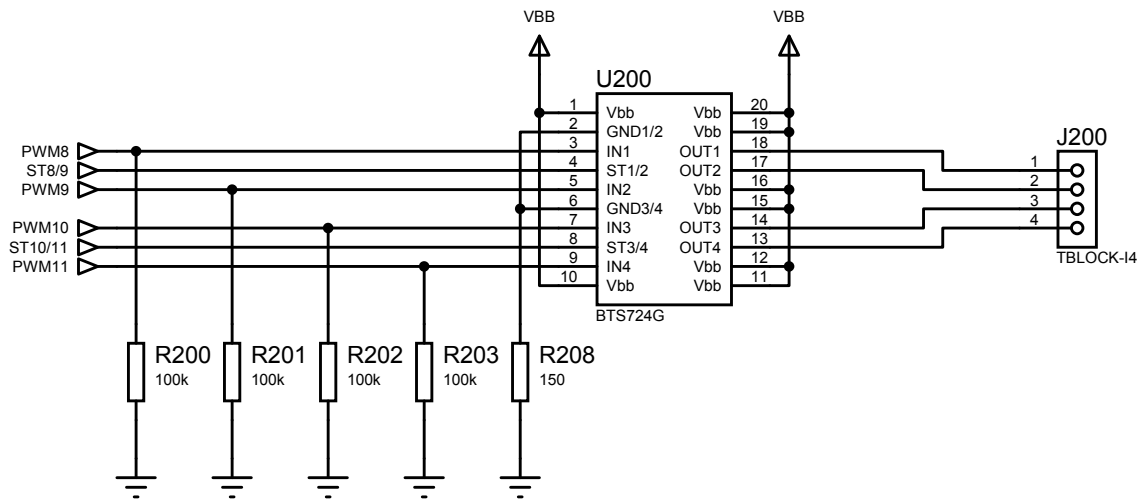 VBB VBB
U200
1 Vbb Vbb 20
2 GND1/2 Vbb 19
PWM8 3 IN1 OUT1 18
ST8/9 4 ST1/2 OUT2 17
PWM9 5 IN2 Vbb 16
6 GND3/4 Vbb 15
PWM10 7 IN3 OUT3 14
ST10/11 8 ST3/4 OUT4 13
PWM11 9 IN4 Vbb 12
10 Vbb Vbb 11
BTS724G
J200
1
2
3
4
TBLOCK-I4
R200 R201 R202 R203 R208
100k 100k 100k 100k 150